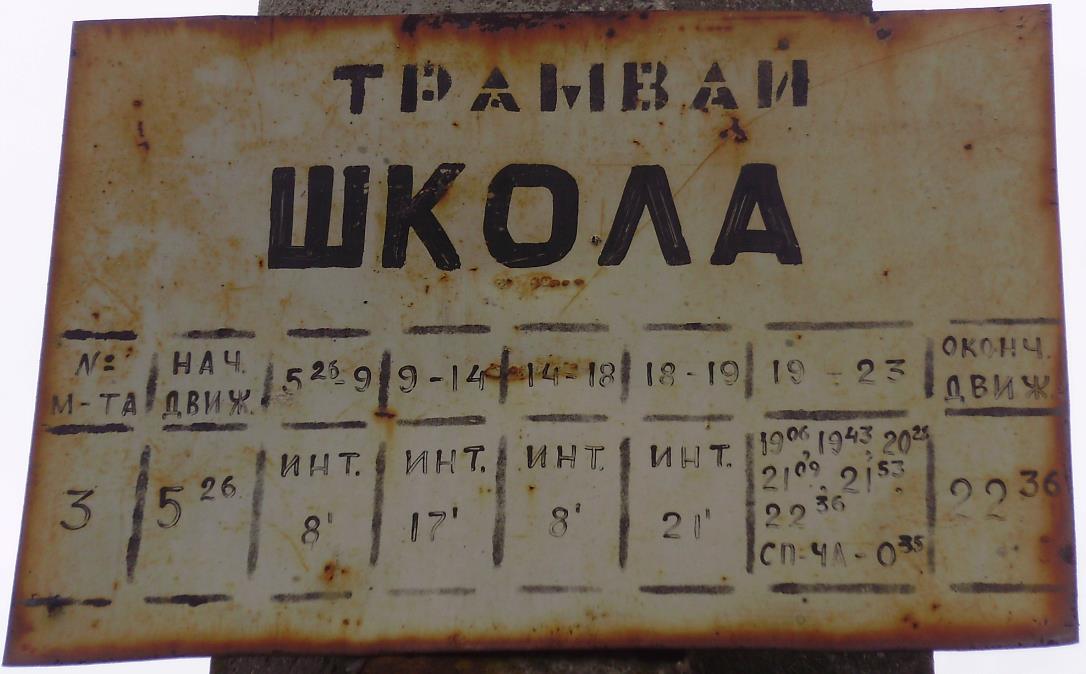 ТРАМВАЙ
ШКОЛА
№ М-ТА
НАЧ. ДВИЖ.
5²⁶-9
9-14
14-18
18-19
19-23
ОКОНЧ. ДВИЖ.
3
5²⁶
ИНТ. 8'
ИНТ. 17'
ИНТ. 8'
ИНТ. 21'
19⁰⁶, 19⁴³, 20²⁵
21⁰⁹, 21⁵³.
22³⁶
СП-ЧА-0³⁵
22³⁶